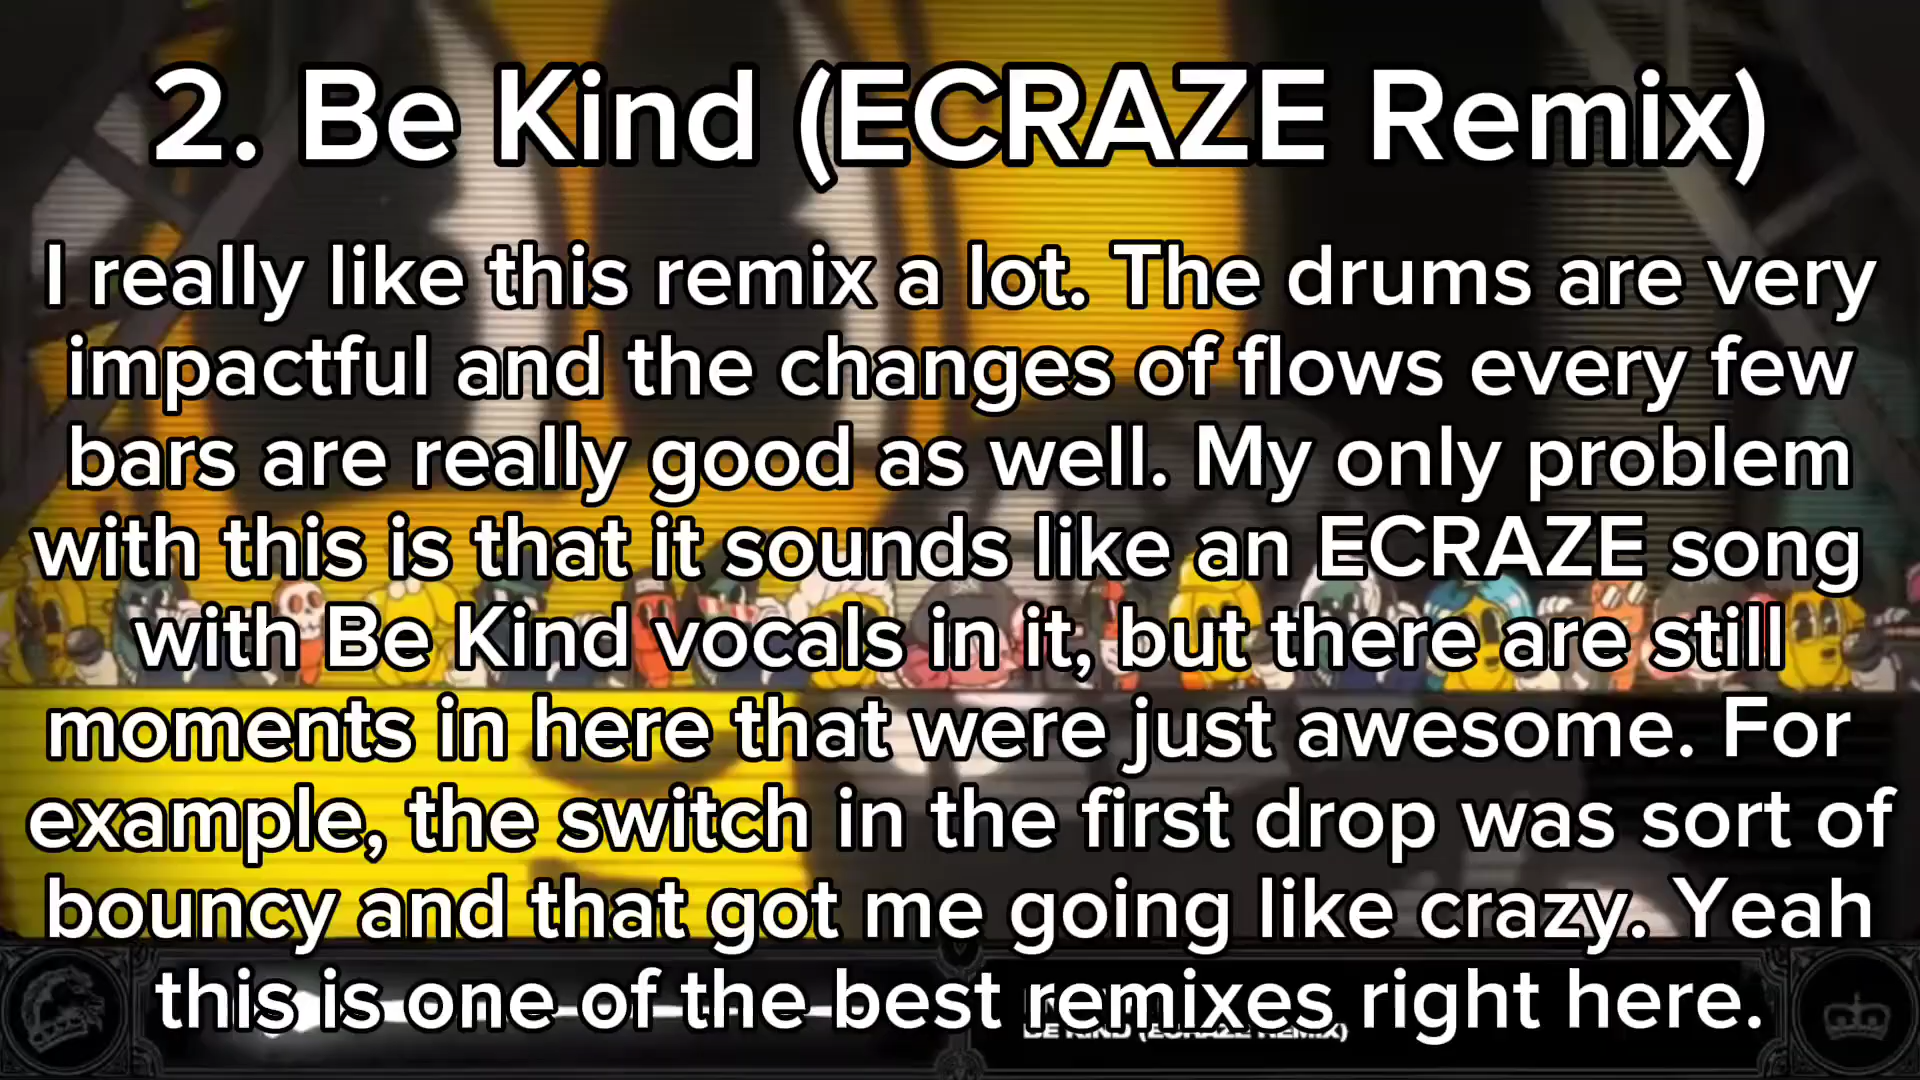 2. Be Kind (ECRAZE Remix)
I really like this remix a lot. The drums are very
impactful and the changes of flows every few
bars are really good as well. My only problem
with this is that it sounds like an ECRAZE song
with Be Kind vocals in it, but there are still
moments in here that were just awesome. For
example, the switch in the first drop was sort of
bouncy and that got me going like crazy. Yeah
this is one of the best remixes right here.
BE KIND (ECRAZE REMIX)